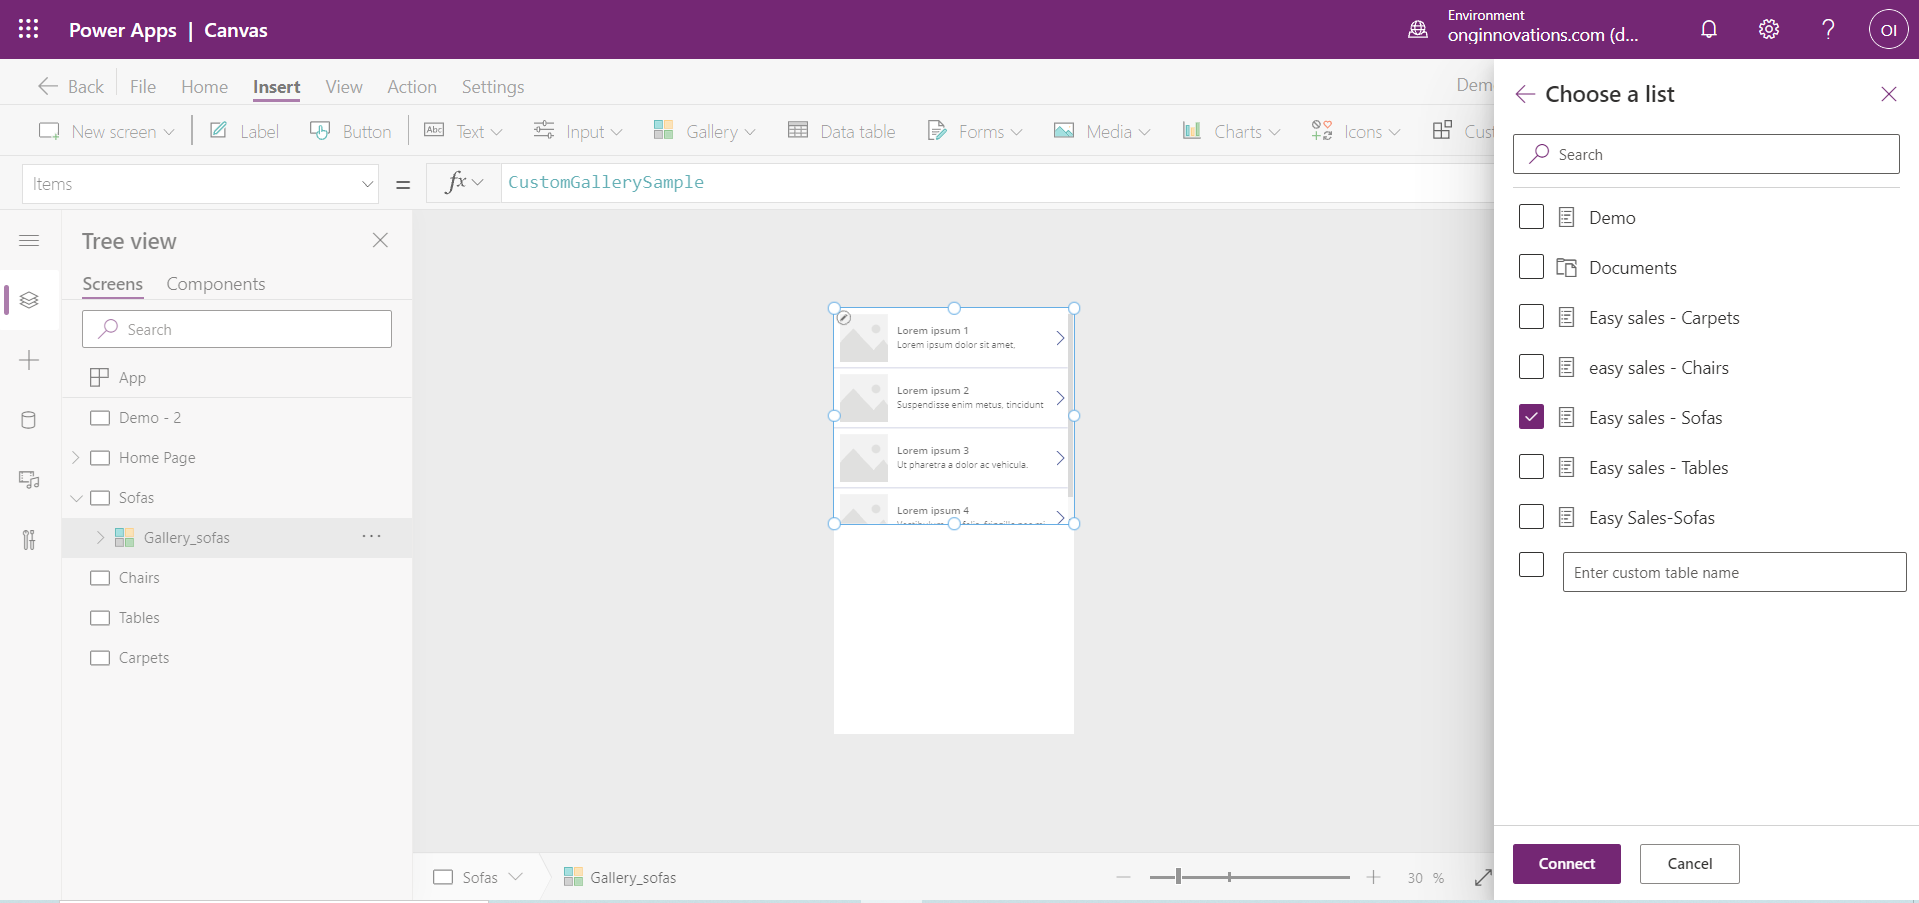 Power Apps | Canvas
Environment
onginnovations.com (d...
OI
Back
File
Home
Insert
View
Action
Settings
Dem
New screen
Label
Button
Abc
Text
Input
Gallery
Data table
Forms
Media
Charts
Icons
Cust
Items
=
fx
CustomGallerySample
Tree view
Screens
Components
Search
App
Demo - 2
Home Page
Sofas
Gallery_sofas
...
Chairs
Tables
Carpets
Lorem ipsum 1
Lorem ipsum dolor sit amet,
Lorem ipsum 2
Suspendisse enim metus, tincidunt
Lorem ipsum 3
Ut pharetra a dolor ac vehicula.
Lorem ipsum 4
Sofas
Gallery_sofas
30 %
Choose a list
Search
Demo
Documents
Easy sales - Carpets
easy sales - Chairs
Easy sales - Sofas
Easy sales - Tables
Easy Sales-Sofas
Enter custom table name
Connect
Cancel